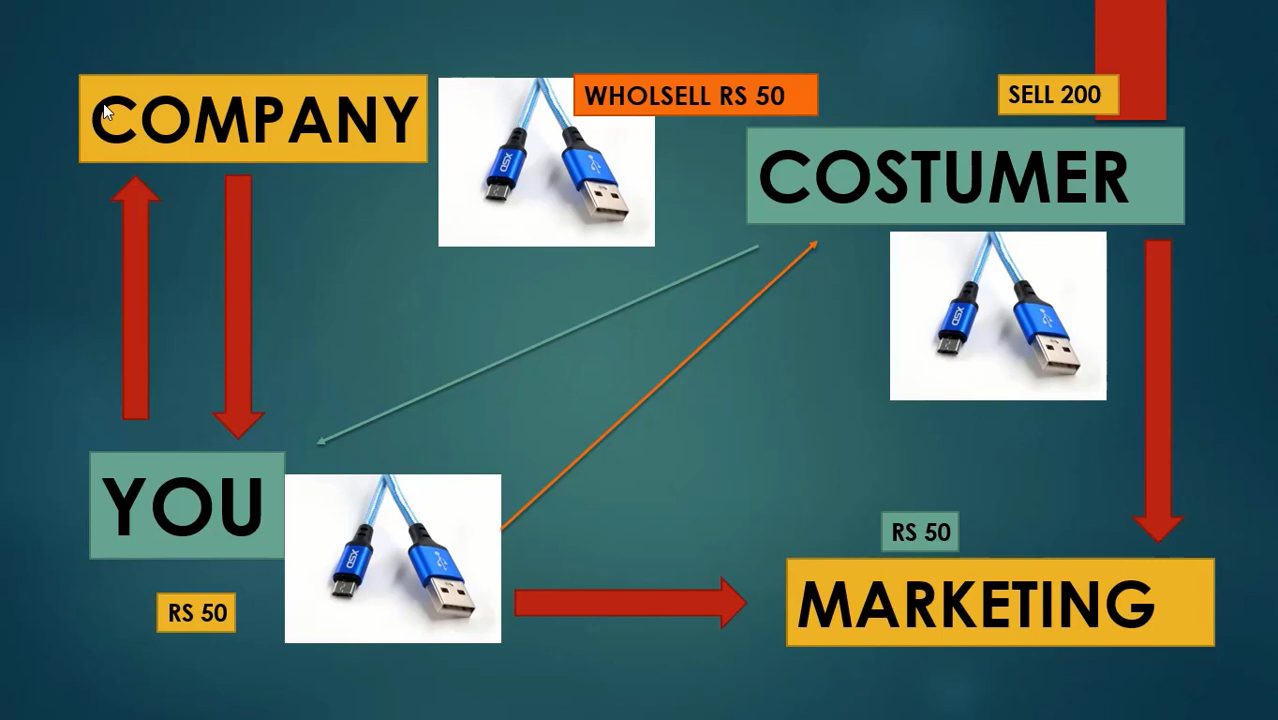 COMPANY
WHOLSELL RS 50
SELL 200
COSTUMER
YOU
RS 50
RS 50
MARKETING